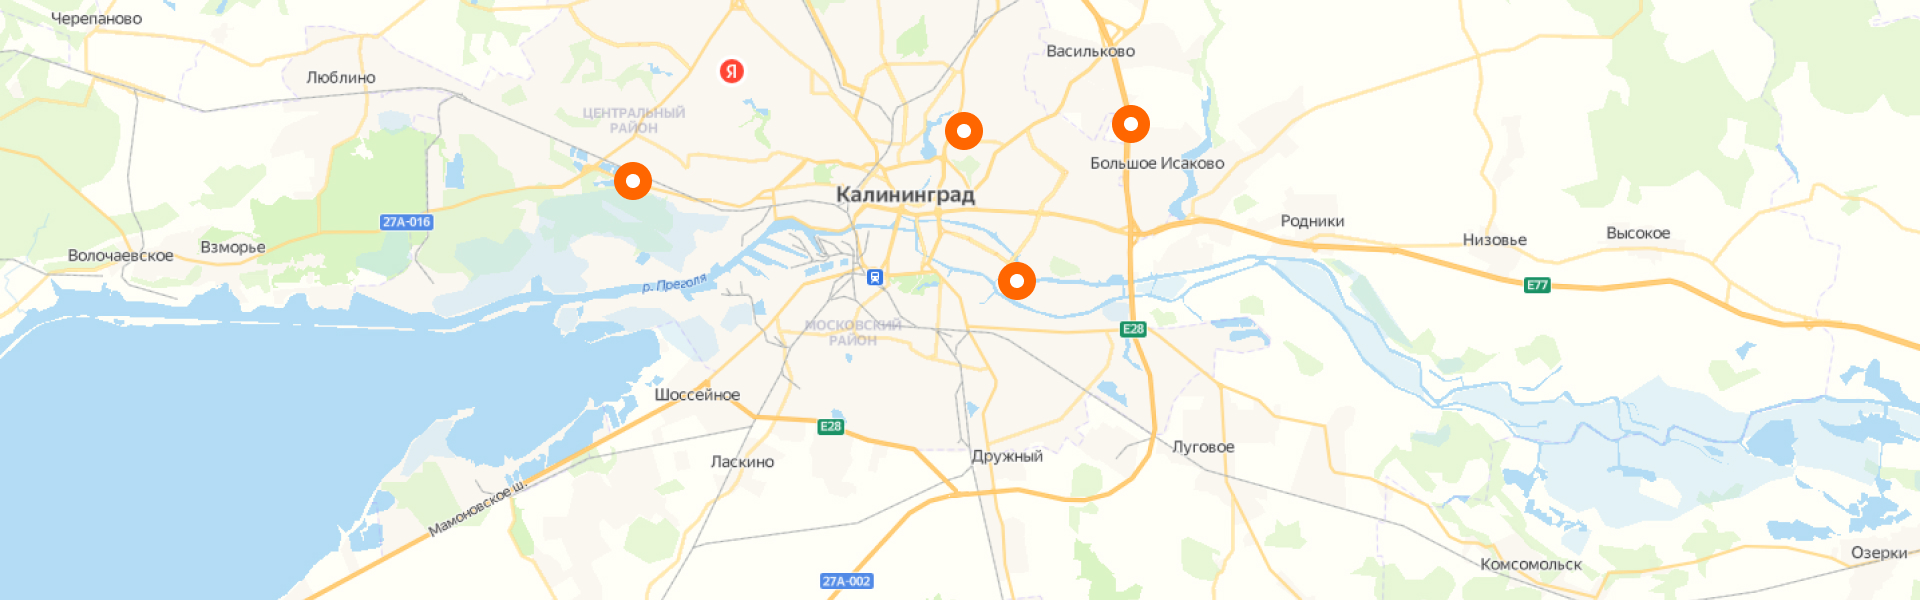 Черепаново
Васильково
Люблино
Я
ЦЕНТРАЛЬНЫЙ
РАЙОН
Большое Исаково
Калининград
27А-016
Родники
Волочаевское
Взморье
Низовье
Высокое
р. Преголя
E77
МОСКОВСКИЙ
РАЙОН
E28
Шоссейное
E28
Ласкино
Дружный
Луговое
Мамоновское ш.
27А-002
Комсомольск
Озерки